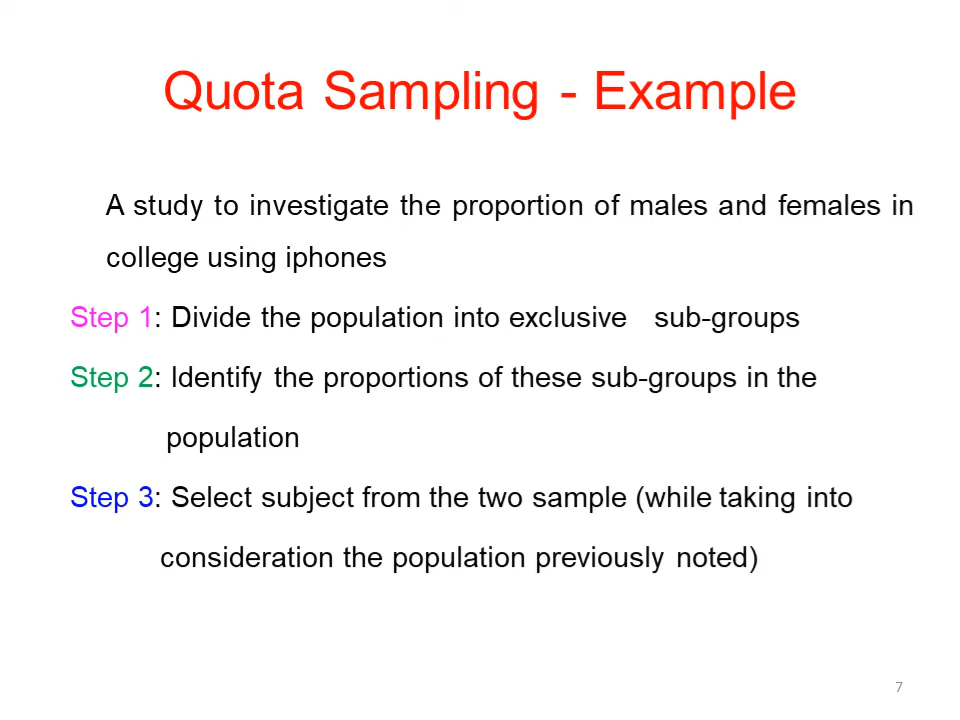 Quota Sampling - Example
A study to investigate the proportion of males and females in
college using iphones
Step 1: Divide the population into exclusive sub-groups
Step 2: Identify the proportions of these sub-groups in the
population
Step 3: Select subject from the two sample (while taking into
consideration the population previously noted)
7